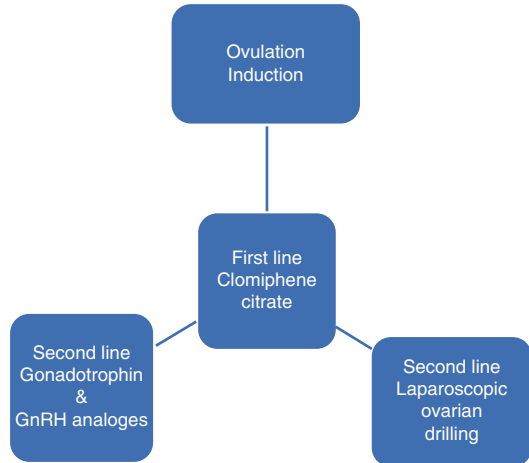 Ovulation
Induction
First line
Clomiphene
citrate
Second line
Gonadotrophin
&
GnRH analoges
Second line
Laparoscopic
ovarian
drilling